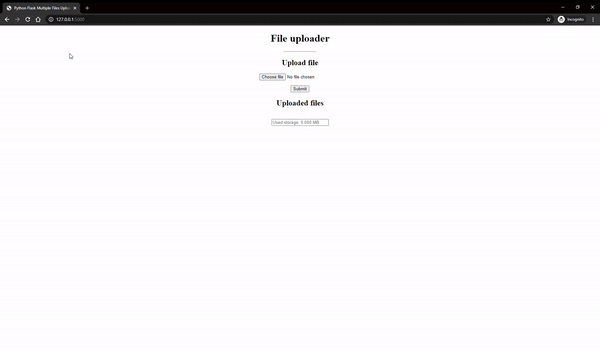 Python Flask Multiple Files Uplo
127.0.0.1:5000
Incognito
File uploader
Upload file
Choose file No file chosen
Submit
Uploaded files
Used storage: 0.000 MB